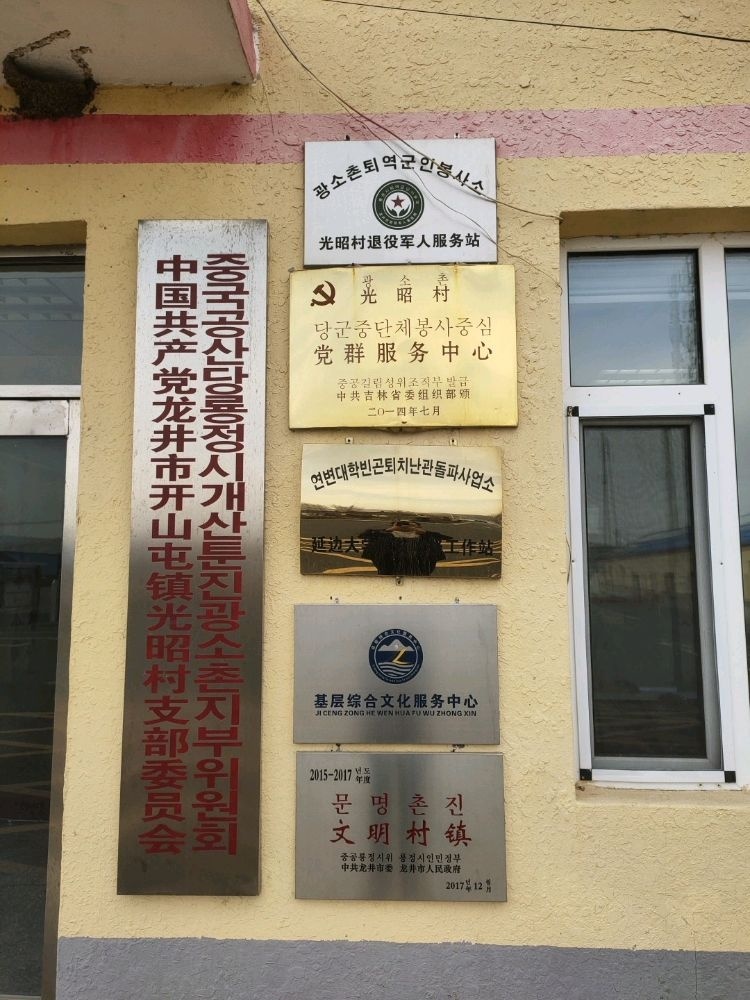 중국공산당룡정시개산툰진광소촌지부위원회
中国共产党龙井市开山屯镇光昭村支部委员会
광소촌퇴역군인봉사소
光昭村退役军人服务站
광소촌
光昭村
당군중단체봉사중심
党群服务中心
중공길림성위조직부 발급
中共吉林省委组织部颁
二〇一四年七月
연변대학빈곤퇴치난관돌파사업소
延边大 工作站
基层综合文化服务中心
JI CENG ZONG HE WEN HUA FU WU ZHONG XIN
2015-2017 년도
年度
문명촌진
文明村镇
중공룡정시위 룡정시인민정부
中共龙井市委 龙井市人民政府
2017 년 12 월
年 月